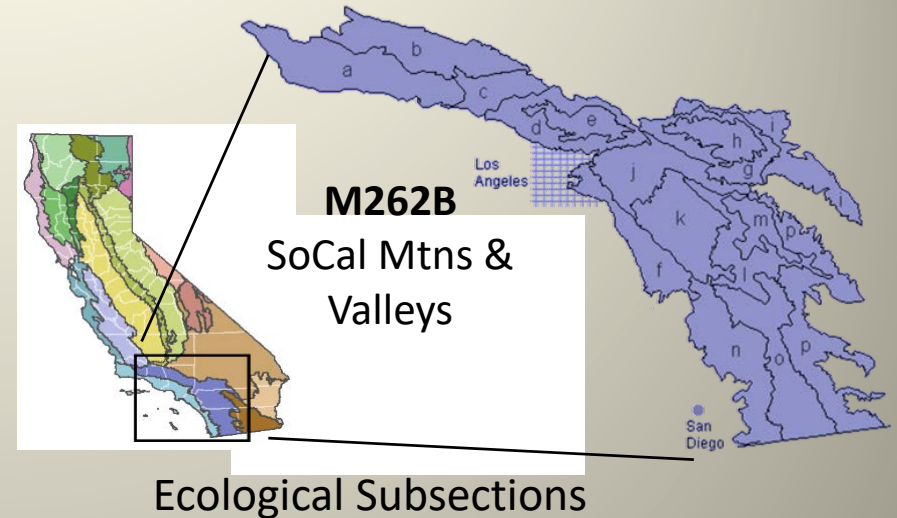 b
a
c
e
d
i
h
Los
Angeles
g
j
i
M262B
SoCal Mtns &
Valleys
k
m
p
f
l
n
o
p
San
Diego
Ecological Subsections